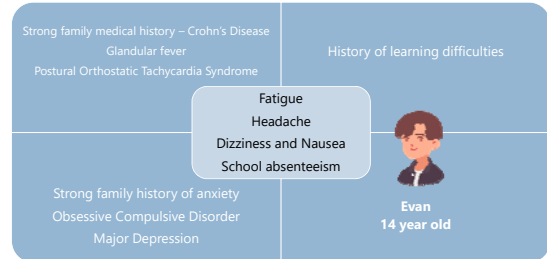 Strong family medical history – Crohn's Disease
Glandular fever
Postural Orthostatic Tachycardia Syndrome
History of learning difficulties
Fatigue
Headache
Dizziness and Nausea
School absenteeism
Strong family history of anxiety
Obsessive Compulsive Disorder
Major Depression
Evan
14 year old